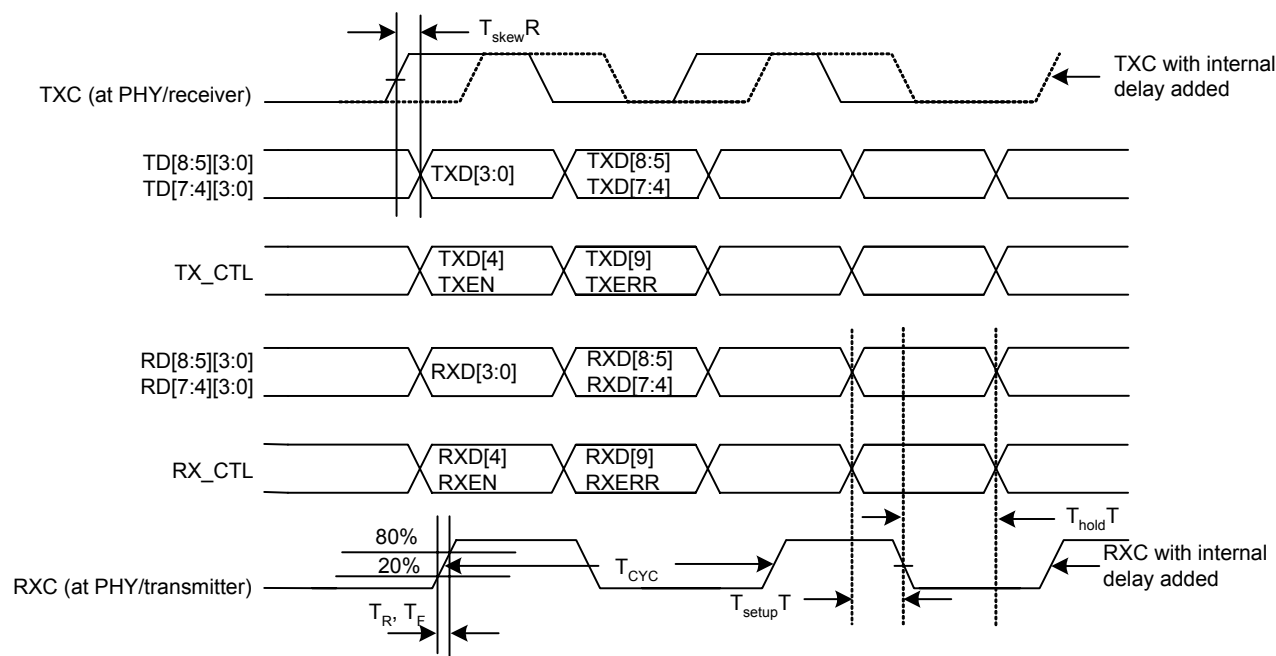 TskewR
TXC (at PHY/receiver)
TXC with internal
delay added
TD[8:5][3:0]
TD[7:4][3:0]
TXD[3:0]
TXD[8:5]
TXD[7:4]
TX_CTL
TXD[4]
TXEN
TXD[9]
TXERR
RD[8:5][3:0]
RD[7:4][3:0]
RXD[3:0]
RXD[8:5]
RXD[7:4]
RX_CTL
RXD[4]
RXEN
RXD[9]
RXERR
TholdT
80%
20%
RXC (at PHY/transmitter)
TCYC
RXC with internal
delay added
TsetupT
TR, TF